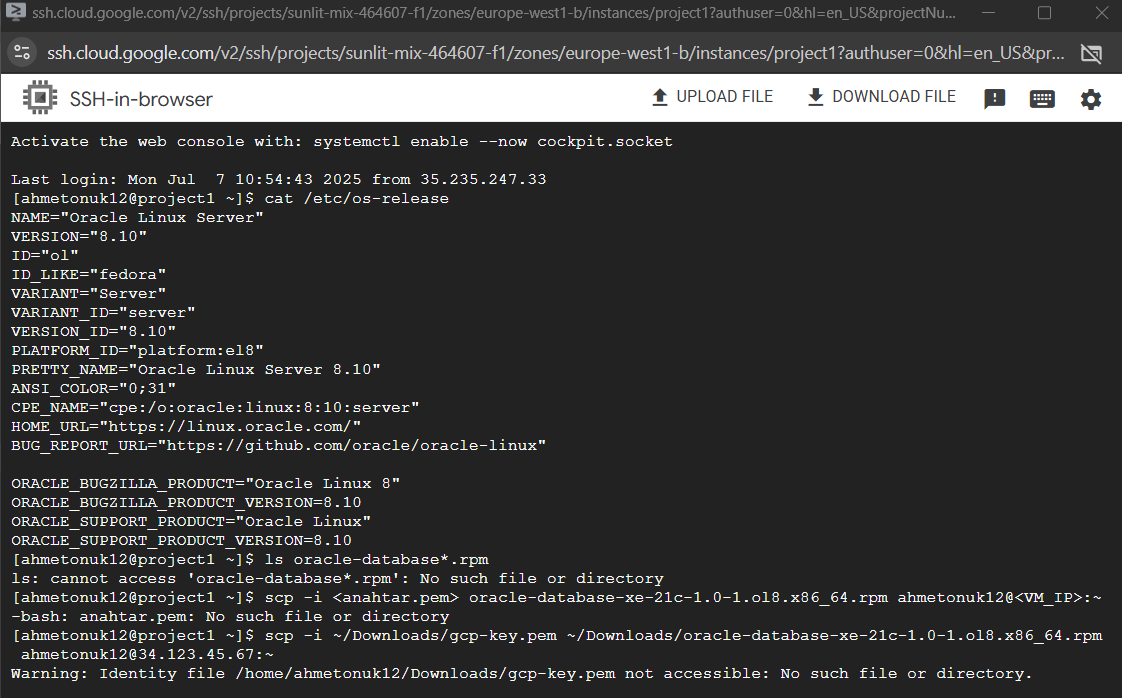 ssh.cloud.google.com/v2/ssh/projects/sunlit-mix-464607-f1/zones/europe-west1-b/instances/project1?authuser=0&hl=en_US&projectNu...
ssh.cloud.google.com/v2/ssh/projects/sunlit-mix-464607-f1/zones/europe-west1-b/instances/project1?authuser=0&hl=en_US&pr...
SSH-in-browser
UPLOAD FILE
DOWNLOAD FILE
Activate the web console with: systemctl enable --now cockpit.socket
Last login: Mon Jul  7 10:54:43 2025 from 35.235.247.33
[ahmetonuk12@project1 ~]$ cat /etc/os-release
NAME="Oracle Linux Server"
VERSION="8.10"
ID="ol"
ID_LIKE="fedora"
VARIANT="Server"
VARIANT_ID="server"
VERSION_ID="8.10"
PLATFORM_ID="platform:el8"
PRETTY_NAME="Oracle Linux Server 8.10"
ANSI_COLOR="0;31"
CPE_NAME="cpe:/o:oracle:linux:8:10:server"
HOME_URL="https://linux.oracle.com/"
BUG_REPORT_URL="https://github.com/oracle/oracle-linux"
ORACLE_BUGZILLA_PRODUCT="Oracle Linux 8"
ORACLE_BUGZILLA_PRODUCT_VERSION=8.10
ORACLE_SUPPORT_PRODUCT="Oracle Linux"
ORACLE_SUPPORT_PRODUCT_VERSION=8.10
[ahmetonuk12@project1 ~]$ ls oracle-database*.rpm
ls: cannot access 'oracle-database*.rpm': No such file or directory
[ahmetonuk12@project1 ~]$ scp -i <anahtar.pem> oracle-database-xe-21c-1.0-1.ol8.x86_64.rpm ahmetonuk12@<VM_IP>:~
-bash: anahtar.pem: No such file or directory
[ahmetonuk12@project1 ~]$ scp -i ~/Downloads/gcp-key.pem ~/Downloads/oracle-database-xe-21c-1.0-1.ol8.x86_64.rpm
ahmetonuk12@34.123.45.67:~
Warning: Identity file /home/ahmetonuk12/Downloads/gcp-key.pem not accessible: No such file or directory.